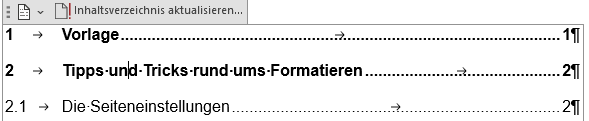 Inhaltsverzeichnis aktualisieren...
1 → Vorlage → 1¶
2 → Tipps·und·Tricks·rund·ums·Formatieren → 2¶
2.1 → Die·Seiteneinstellungen → 2¶